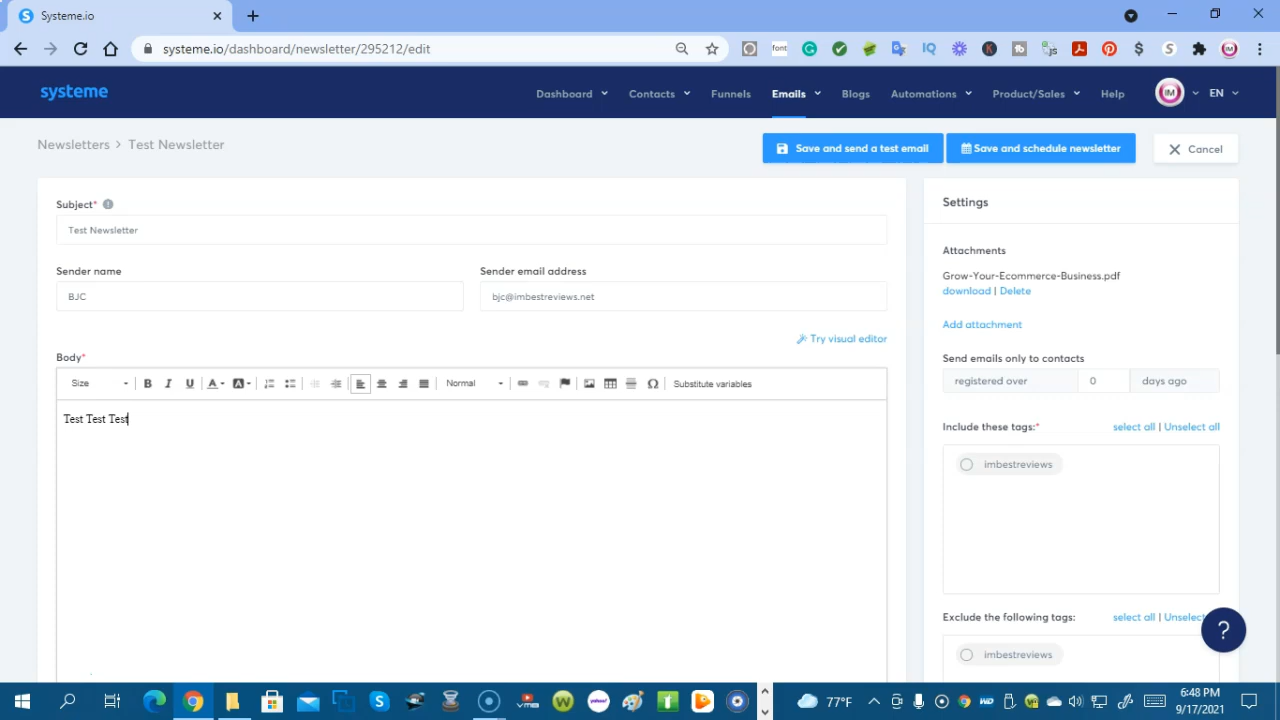 Systeme.io
systeme.io/dashboard/newsletter/295212/edit
systeme
Dashboard Contacts Funnels Emails Blogs Automations Product/Sales Help IM EN
Newsletters > Test Newsletter
Save and send a test email
Save and schedule newsletter
Cancel
Subject*
Test Newsletter
Sender name
Sender email address
BJC
bjc@imbestreviews.net
Try visual editor
Body*
Size B I U A A Normal Ω Substitute variables
Test Test Test
Settings
Attachments
Grow-Your-Ecommerce-Business.pdf
download | Delete
Add attachment
Send emails only to contacts
registered over 0 days ago
Include these tags:* select all | Unselect all
imbestreviews
Exclude the following tags: select all | Unselect
imbestreviews
?
77°F
6:48 PM
9/17/2021